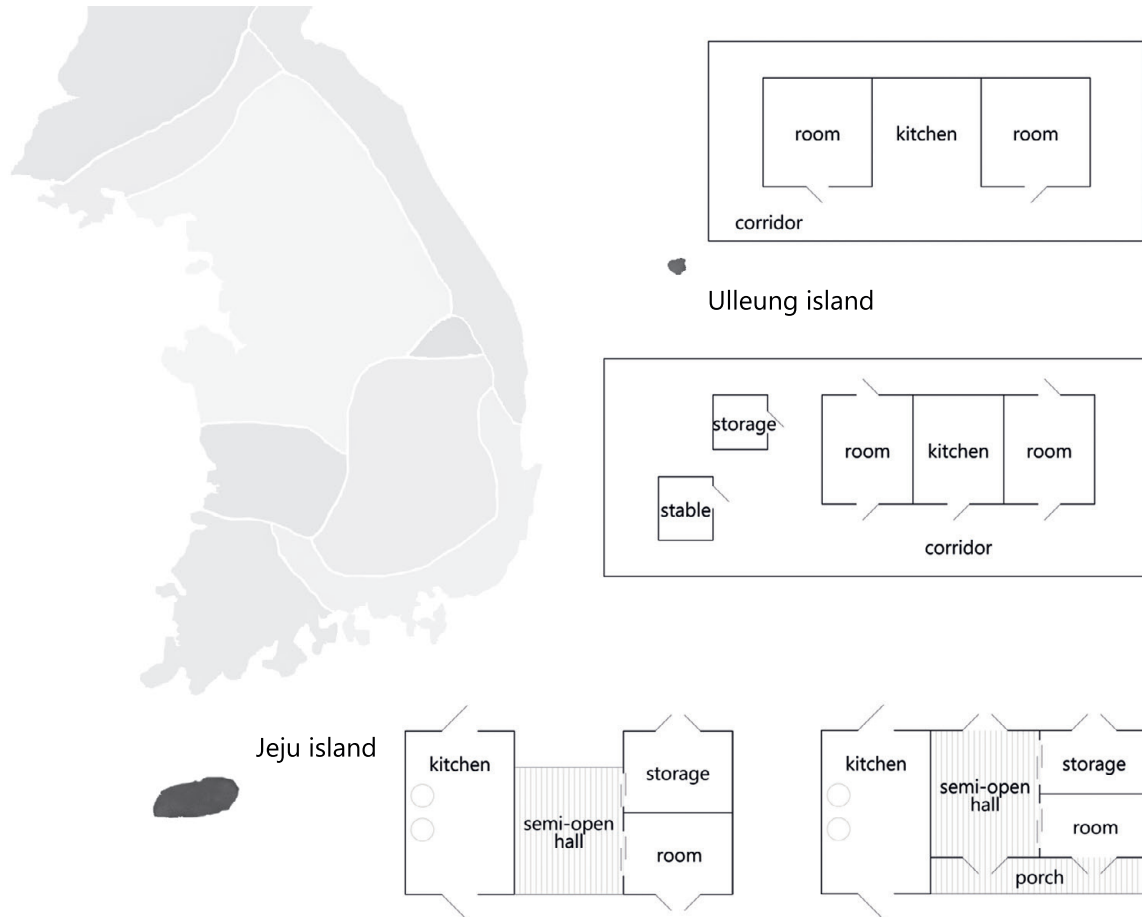 room kitchen room
corridor
Ulleung island
storage
room kitchen room
stable
corridor
Jeju island
kitchen
storage
semi-open
hall
room
kitchen
semi-open
hall
storage
room
porch